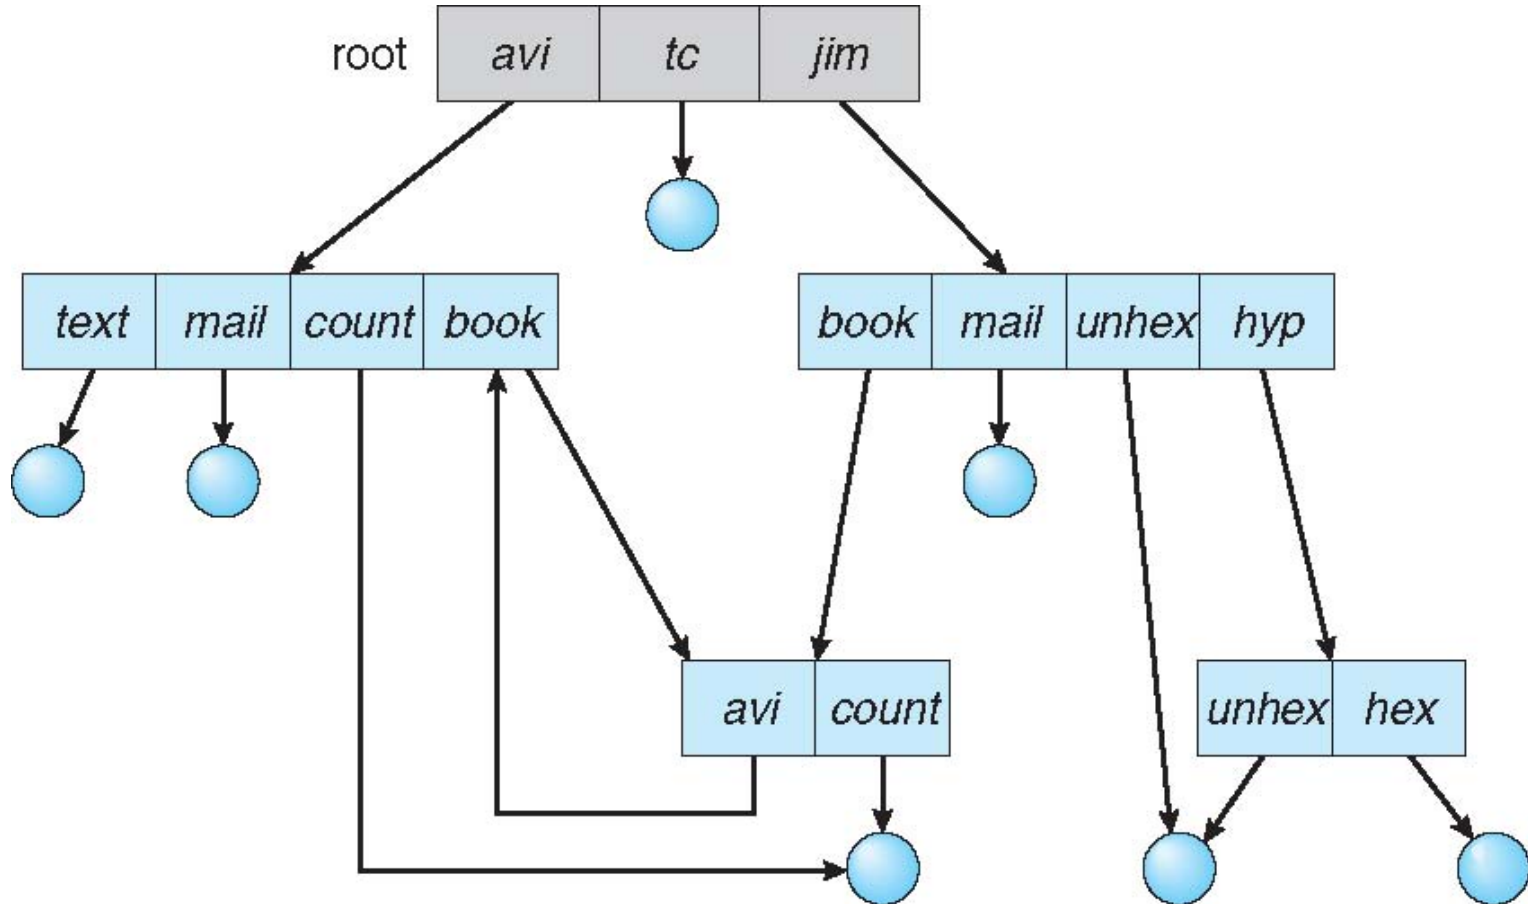 root avi tc jim
text mail count book book mail unhex hyp
avi count unhex hex